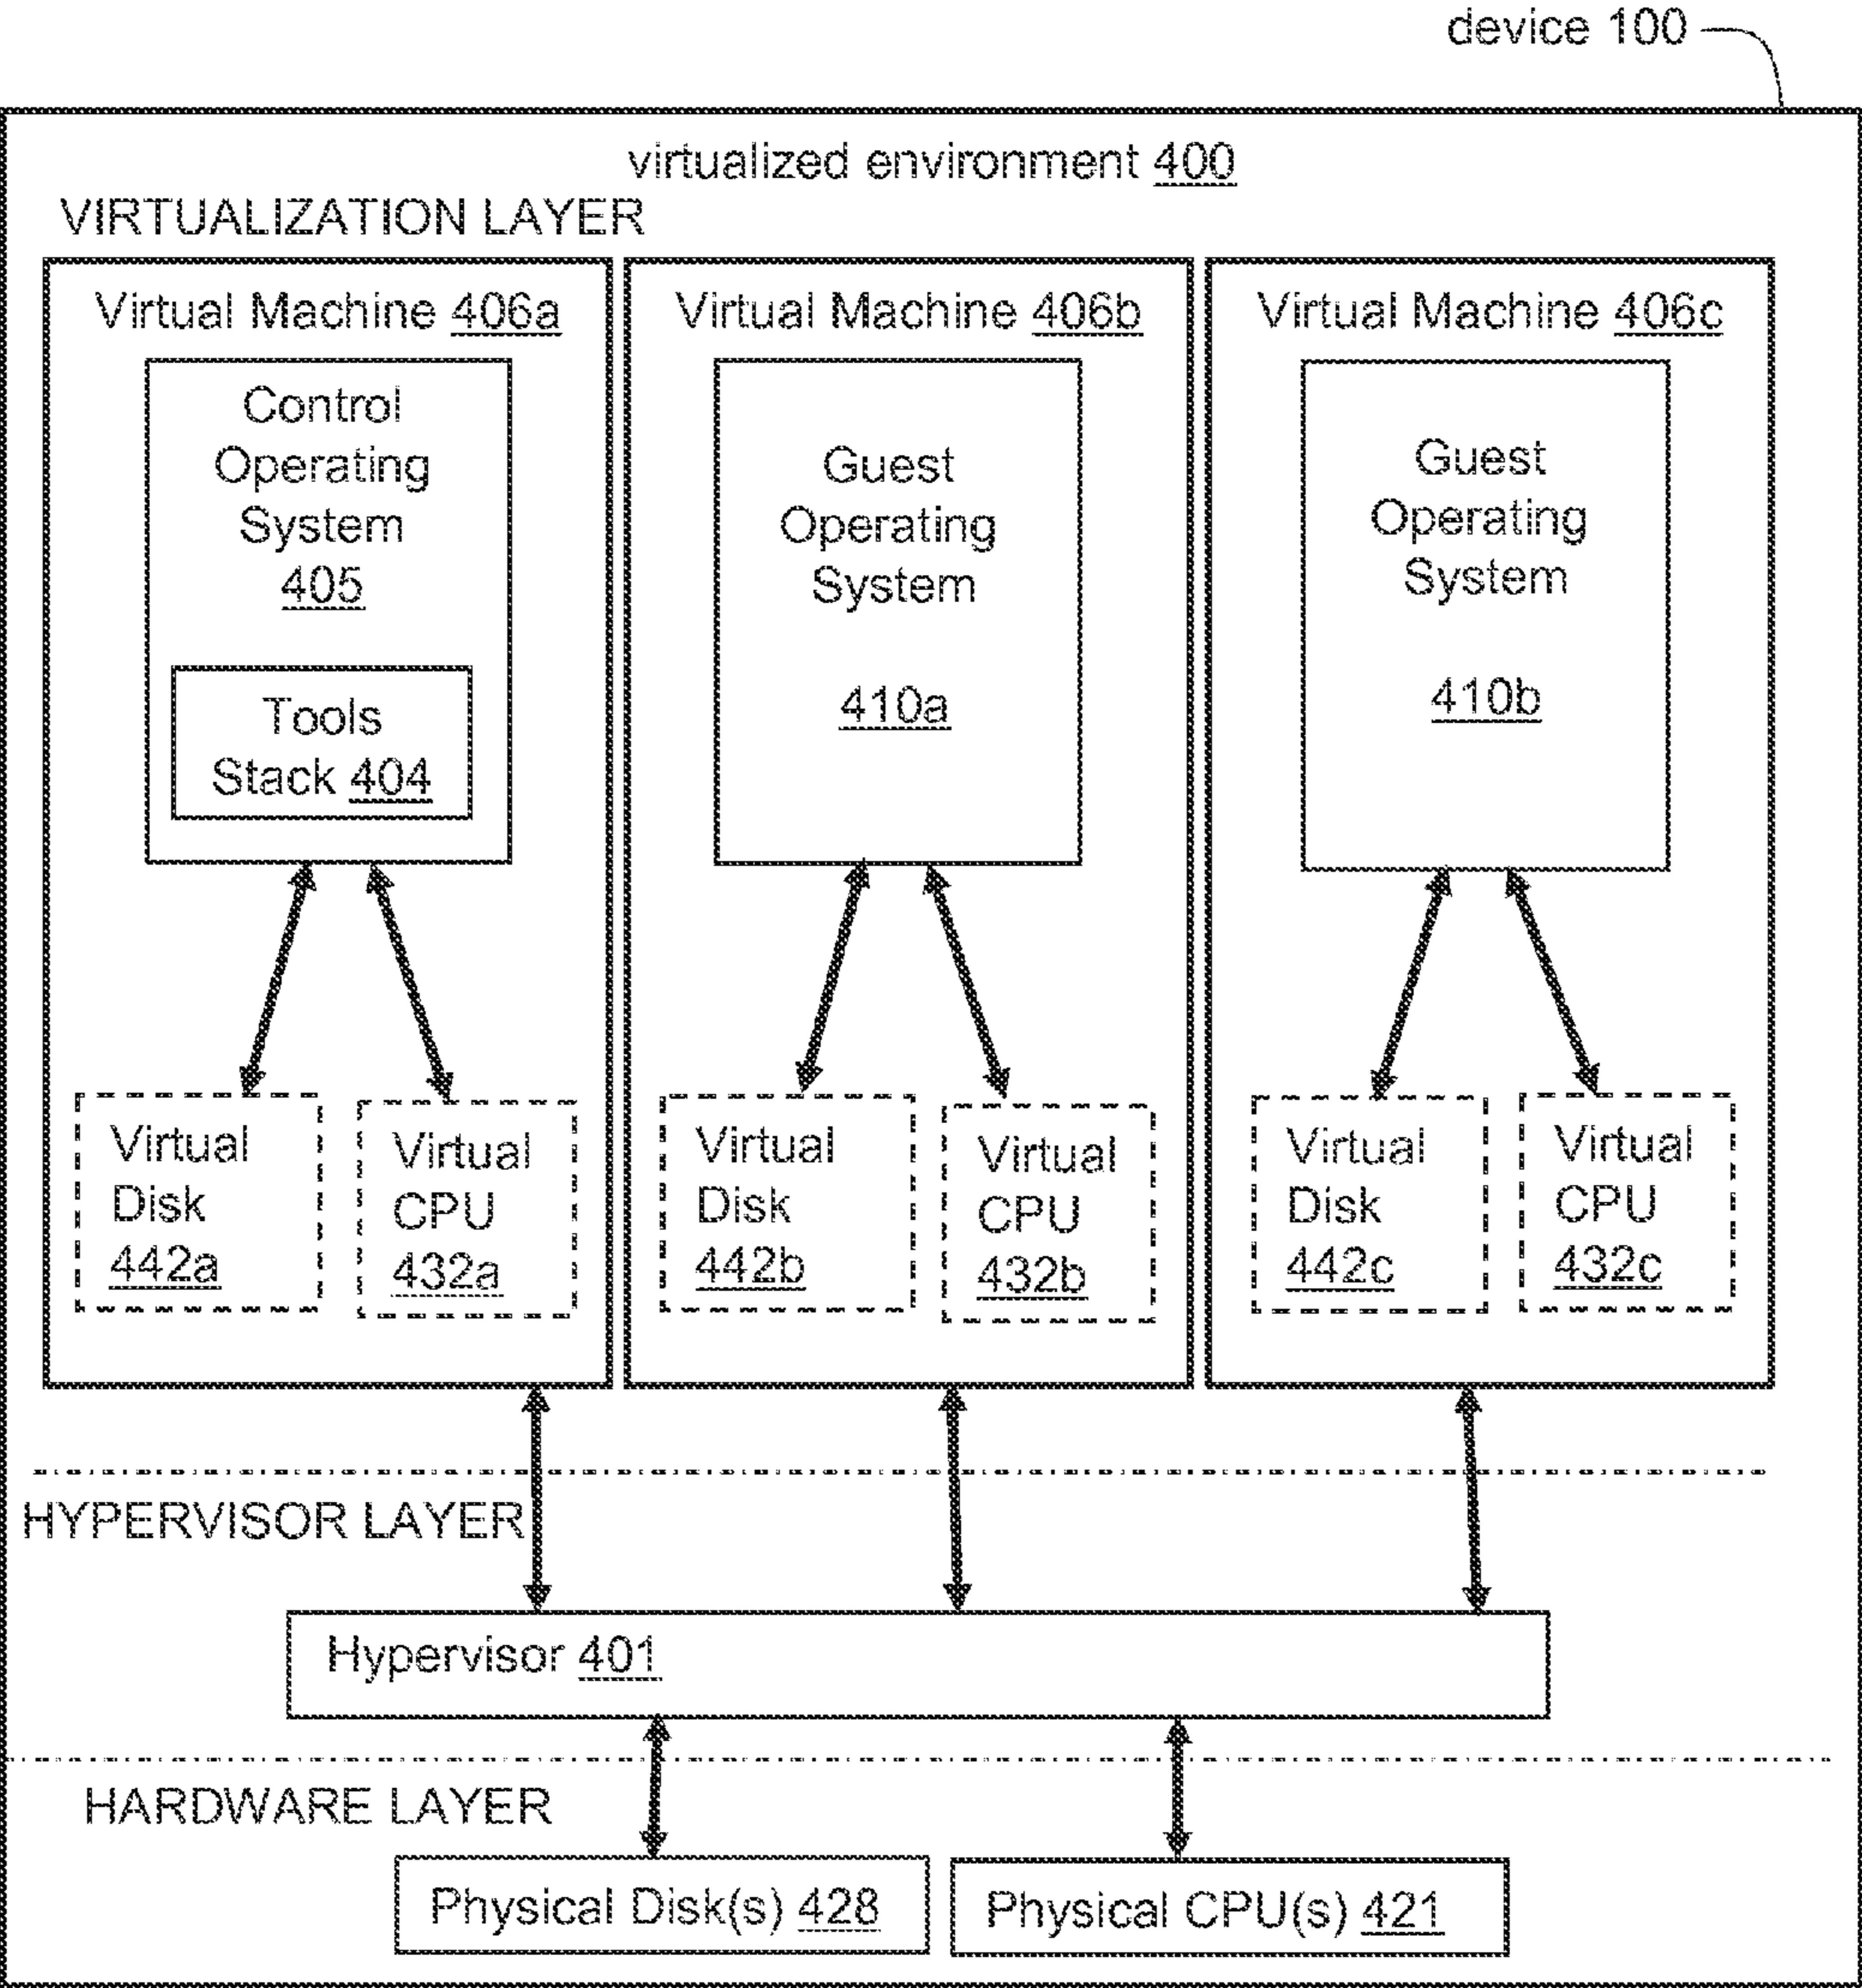 device 100
virtualized environment 400
VIRTUALIZATION LAYER
Virtual Machine 406a
Control
Operating
System
405
Tools
Stack 404
Virtual
Disk
442a
Virtual
CPU
432a
Virtual Machine 406b
Guest
Operating
System
410a
Virtual
Disk
442b
Virtual
CPU
432b
Virtual Machine 406c
Guest
Operating
System
410b
Virtual
Disk
442c
Virtual
CPU
432c
HYPERVISOR LAYER
Hypervisor 401
HARDWARE LAYER
Physical Disk(s) 428
Physical CPU(s) 421